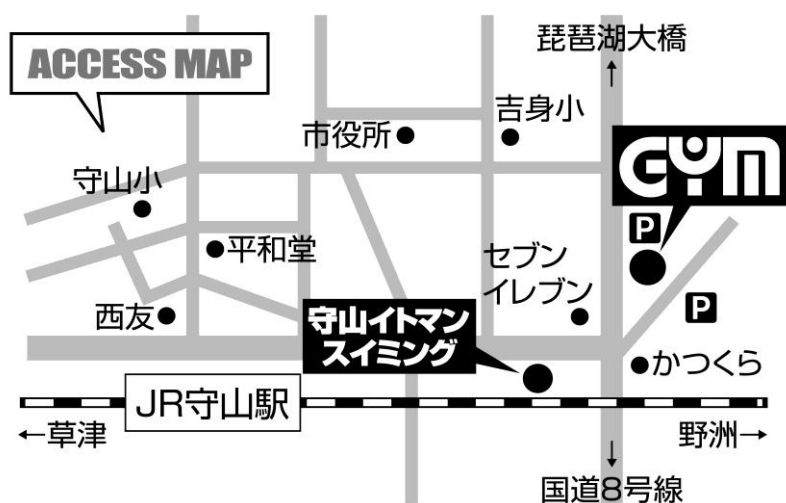 琵琶湖大橋
↑
ACCESS MAP
吉身小
市役所
GYM
守山小
P
平和堂
セブン
イレブン
P
西友
守山イトマン
スイミング
かつくら
JR守山駅
←草津
野洲→
↓
国道8号線